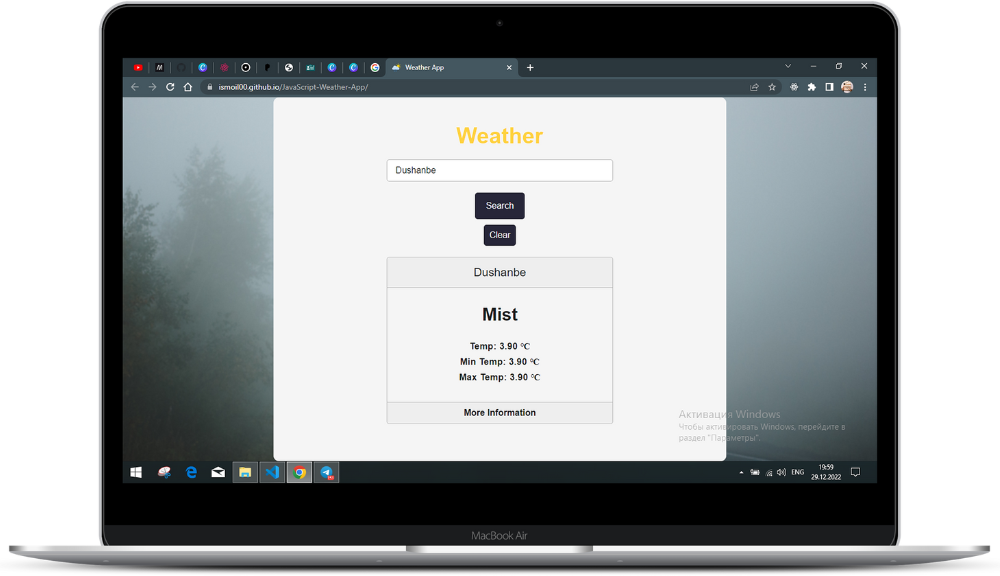 Weather App
ismoil00.github.io/JavaScript-Weather-App/
Weather
Dushanbe
Search
Clear
Dushanbe
Mist
Temp: 3.90 ℃
Min Temp: 3.90 ℃
Max Temp: 3.90 ℃
More Information
Активация Windows
Чтобы активировать Windows, перейдите в
раздел "Параметры".
ENG
19:59
29.12.2022
MacBook Air